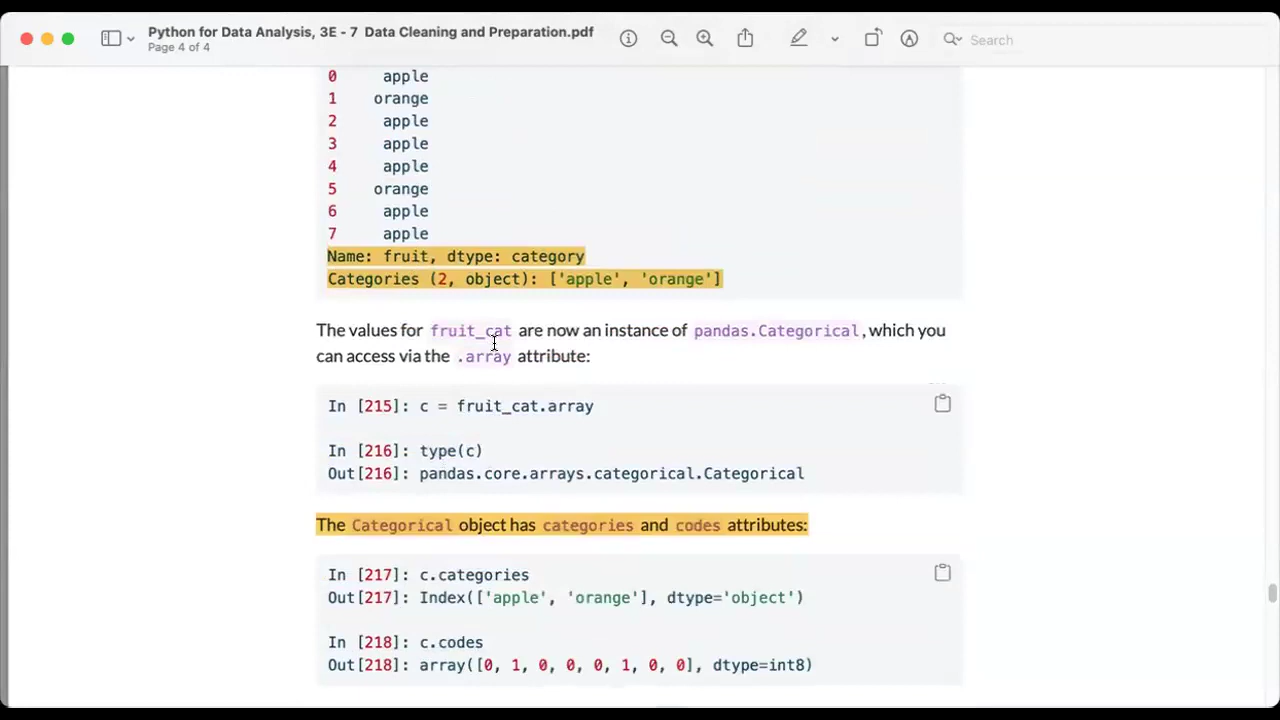 Python for Data Analysis, 3E - 7 Data Cleaning and Preparation.pdf
Page 4 of 4
Search
0 apple
1 orange
2 apple
3 apple
4 apple
5 orange
6 apple
7 apple
Name: fruit, dtype: category
Categories (2, object): ['apple', 'orange']
The values for fruit_cat are now an instance of pandas.Categorical, which you
can access via the .array attribute:
In [215]: c = fruit_cat.array
In [216]: type(c)
Out[216]: pandas.core.arrays.categorical.Categorical
The Categorical object has categories and codes attributes:
In [217]: c.categories
Out[217]: Index(['apple', 'orange'], dtype='object')
In [218]: c.codes
Out[218]: array([0, 1, 0, 0, 0, 1, 0, 0], dtype=int8)